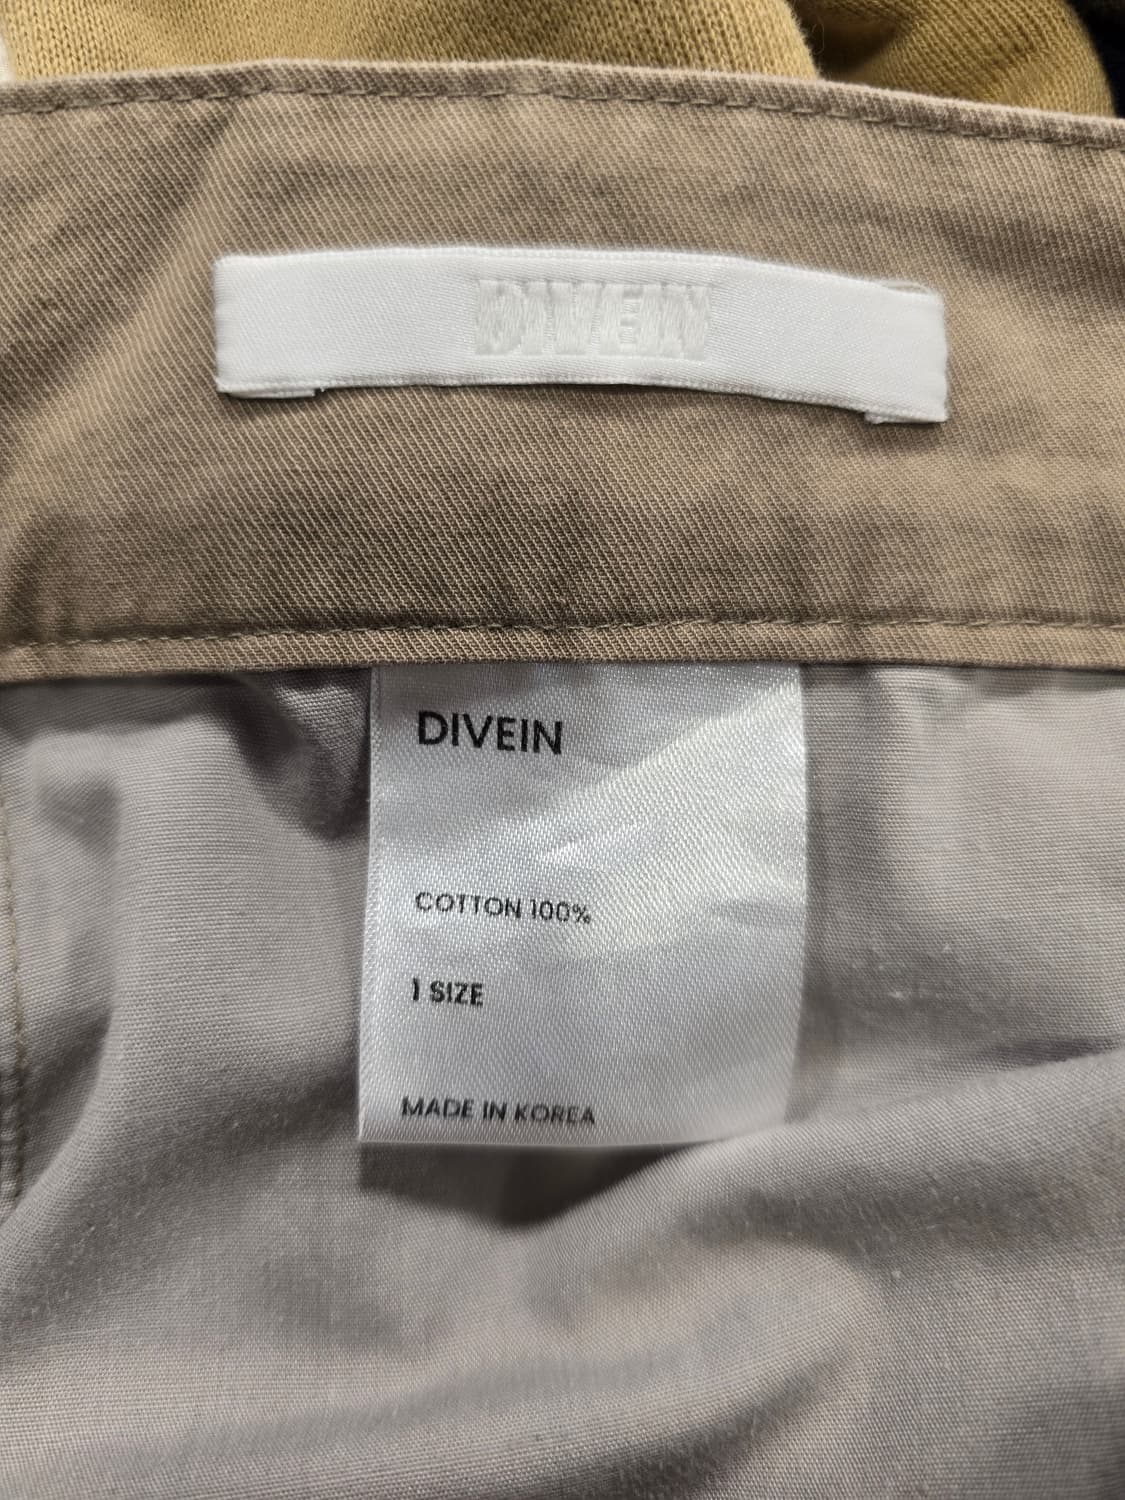 DIVEIN
DIVEIN
COTTON 100%
1 SIZE
MADE IN KOREA